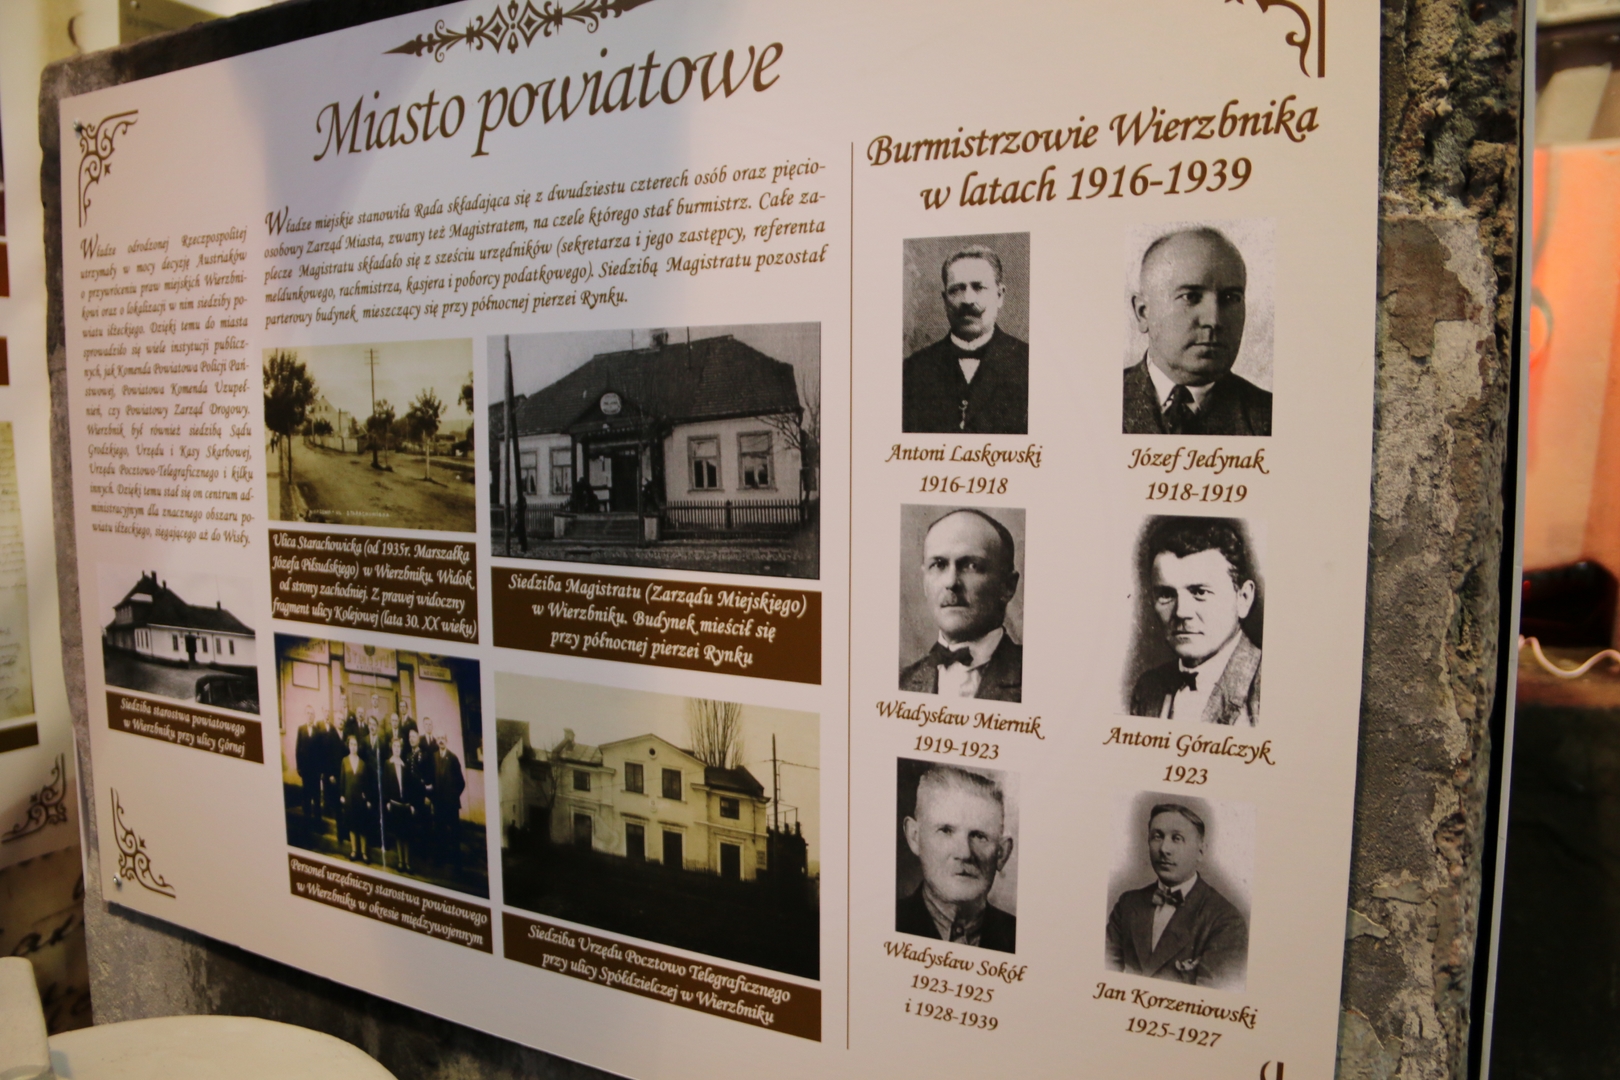 Miasto powiatowe
Władze odrodzonej Rzeczpospolitej
utrzymały w mocy decyzję Austriaków
o przywróceniu praw miejskich Wierzbni-
kowi oraz o lokalizacji w nim siedziby po-
wiatu iłżeckiego. Dzięki temu do miasta
sprowadziło się wiele instytucji publicz-
nych, jak Komenda Powiatowa Policji Pań-
stwowej, Powiatowa Komenda Uzupeł-
nień, czy Powiatowy Zarząd Drogowy.
Wierzbnik był również siedzibą Sądu
Grodzkiego, Urzędu i Kasy Skarbowej,
Urzędu Pocztowo-Telegraficznego i kilku
innych. Dzięki temu stał się on centrum ad-
ministracyjnym dla znacznego obszaru po-
wiatu iłżeckiego, sięgającego aż do Wisły.
Siedziba starostwa powiatowego
w Wierzbniku przy ulicy Górnej
Władze miejskie stanowiła Rada składająca się z dwudziestu czterech osób oraz pięcio-
osobowy Zarząd Miasta, zwany też Magistratem, na czele którego stał burmistrz. Całe za-
plecze Magistratu składało się z sześciu urzędników (sekretarza i jego zastępcy, referenta
meldunkowego, rachmistrza, kasjera i poborcy podatkowego). Siedzibą Magistratu pozostał
parterowy budynek mieszczący się przy północnej pierzei Rynku.
Ulica Starachowicka (od 1935r. Marszałka
Józefa Piłsudskiego) w Wierzbniku. Widok
od strony zachodniej. Z prawej widoczny
fragment ulicy Kolejowej (lata 30. XX wieku)
Siedziba Magistratu (Zarządu Miejskiego)
w Wierzbniku. Budynek mieścił się
przy północnej pierzei Rynku
Personel urzędniczy starostwa powiatowego
w Wierzbniku w okresie międzywojennym
Siedziba Urzędu Pocztowo Telegraficznego
przy ulicy Spółdzielczej w Wierzbniku
Burmistrzowie Wierzbnika
w latach 1916-1939
Antoni Laskowski
1916-1918
Józef Jedynak
1918-1919
Władysław Miernik
1919-1923
Antoni Góralczyk
1923
Władysław Sokół
1923-1925
i 1928-1939
Jan Korzeniowski
1925-1927